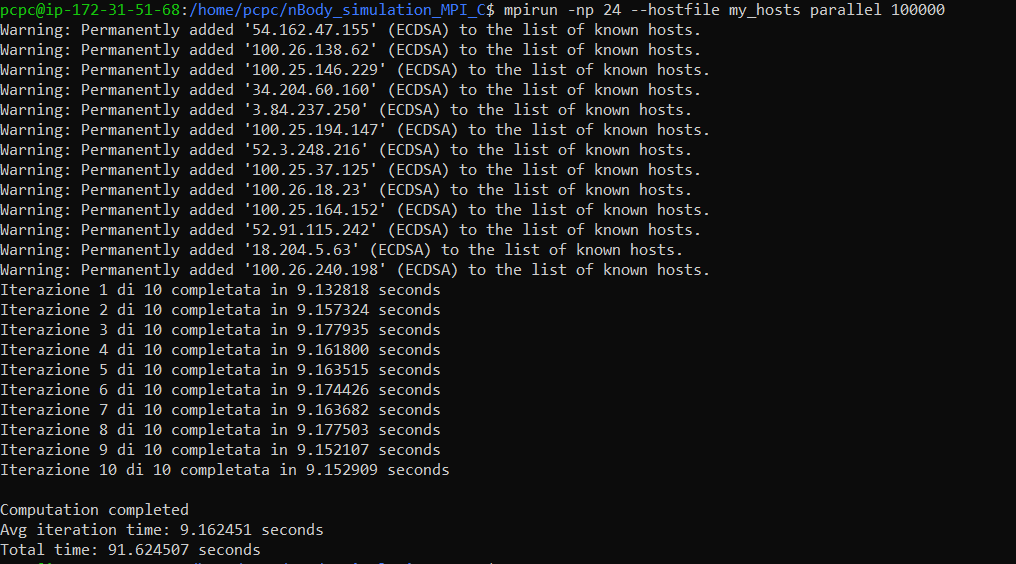 pcpc@ip-172-31-51-68:/home/pcpc/nBody_simulation_MPI_C$ mpirun -np 24 --hostfile my_hosts parallel 100000
Warning: Permanently added '54.162.47.155' (ECDSA) to the list of known hosts.
Warning: Permanently added '100.26.138.62' (ECDSA) to the list of known hosts.
Warning: Permanently added '100.25.146.229' (ECDSA) to the list of known hosts.
Warning: Permanently added '34.204.60.160' (ECDSA) to the list of known hosts.
Warning: Permanently added '3.84.237.250' (ECDSA) to the list of known hosts.
Warning: Permanently added '100.25.194.147' (ECDSA) to the list of known hosts.
Warning: Permanently added '52.3.248.216' (ECDSA) to the list of known hosts.
Warning: Permanently added '100.25.37.125' (ECDSA) to the list of known hosts.
Warning: Permanently added '100.26.18.23' (ECDSA) to the list of known hosts.
Warning: Permanently added '100.25.164.152' (ECDSA) to the list of known hosts.
Warning: Permanently added '52.91.115.242' (ECDSA) to the list of known hosts.
Warning: Permanently added '18.204.5.63' (ECDSA) to the list of known hosts.
Warning: Permanently added '100.26.240.198' (ECDSA) to the list of known hosts.
Iterazione 1 di 10 completata in 9.132818 seconds
Iterazione 2 di 10 completata in 9.157324 seconds
Iterazione 3 di 10 completata in 9.177935 seconds
Iterazione 4 di 10 completata in 9.161800 seconds
Iterazione 5 di 10 completata in 9.163515 seconds
Iterazione 6 di 10 completata in 9.174426 seconds
Iterazione 7 di 10 completata in 9.163682 seconds
Iterazione 8 di 10 completata in 9.177503 seconds
Iterazione 9 di 10 completata in 9.152107 seconds
Iterazione 10 di 10 completata in 9.152909 seconds
Computation completed
Avg iteration time: 9.162451 seconds
Total time: 91.624507 seconds